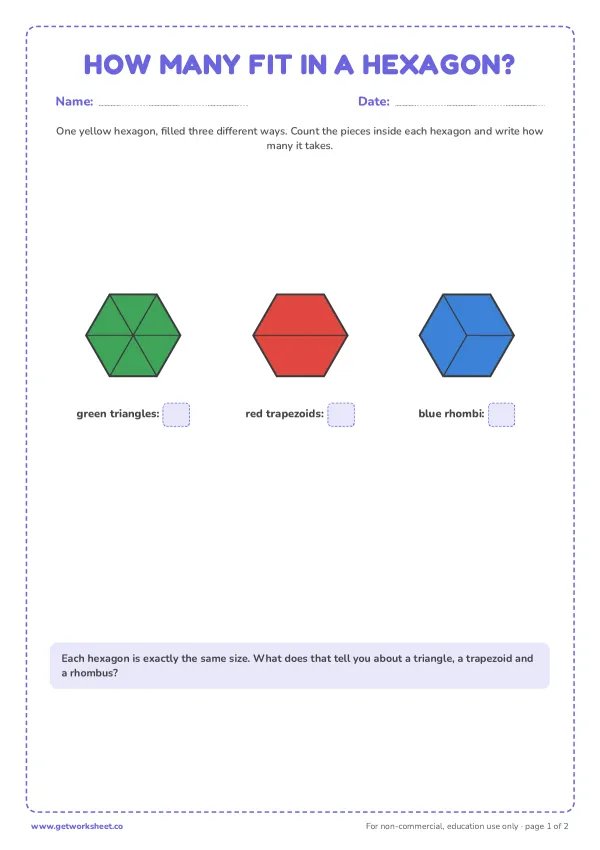 HOW MANY FIT IN A HEXAGON?
Name: Date:
One yellow hexagon, filled three different ways. Count the pieces inside each hexagon and write how
many it takes.
green triangles: red trapezoids: blue rhombi:
Each hexagon is exactly the same size. What does that tell you about a triangle, a trapezoid and
a rhombus?
www.getworksheet.co For non-commercial, education use only · page 1 of 2